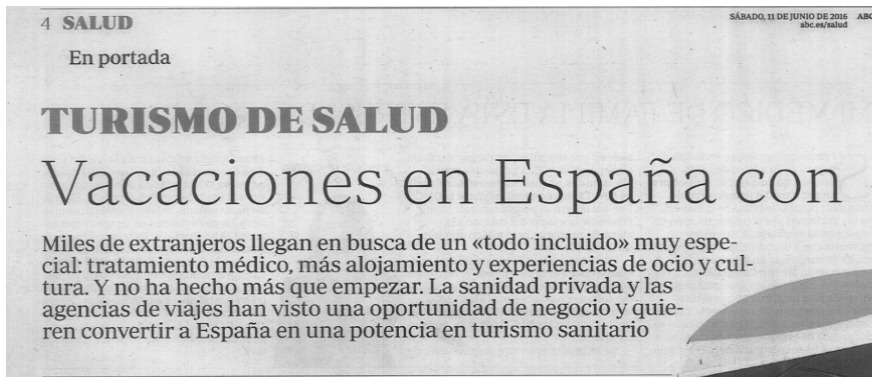 4 SALUD
SÁBADO, 11 DE JUNIO DE 2016 ABC
abc.es/salud
En portada
TURISMO DE SALUD
Vacaciones en España con
Miles de extranjeros llegan en busca de un «todo incluido» muy espe-
cial: tratamiento médico, más alojamiento y experiencias de ocio y cul-
tura. Y no ha hecho más que empezar. La sanidad privada y las
agencias de viajes han visto una oportunidad de negocio y quie-
ren convertir a España en una potencia en turismo sanitario